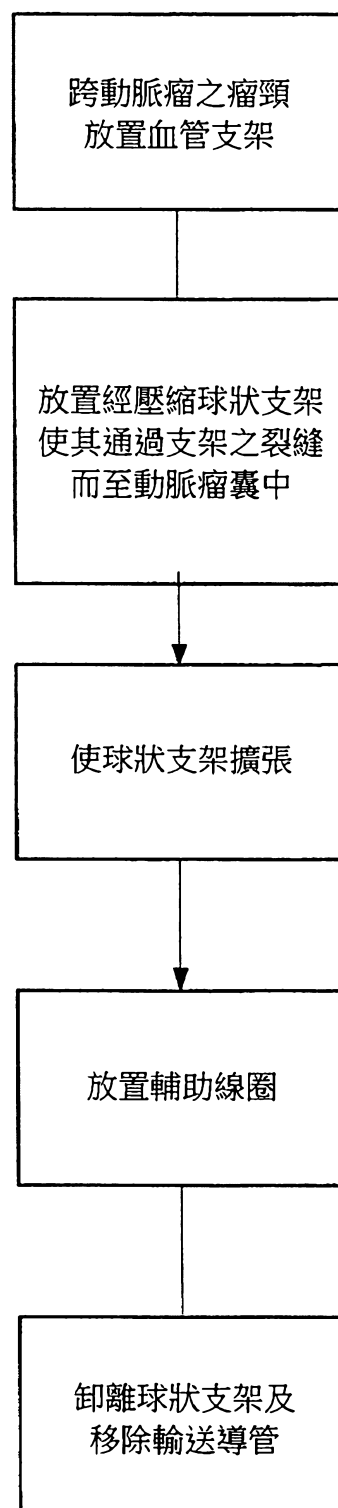 跨動脈瘤之瘤頸
放置血管支架
放置經壓縮球狀支架
使其通過支架之裂縫
而至動脈瘤囊中
使球狀支架擴張
放置輔助線圈
卸離球狀支架及
移除輸送導管